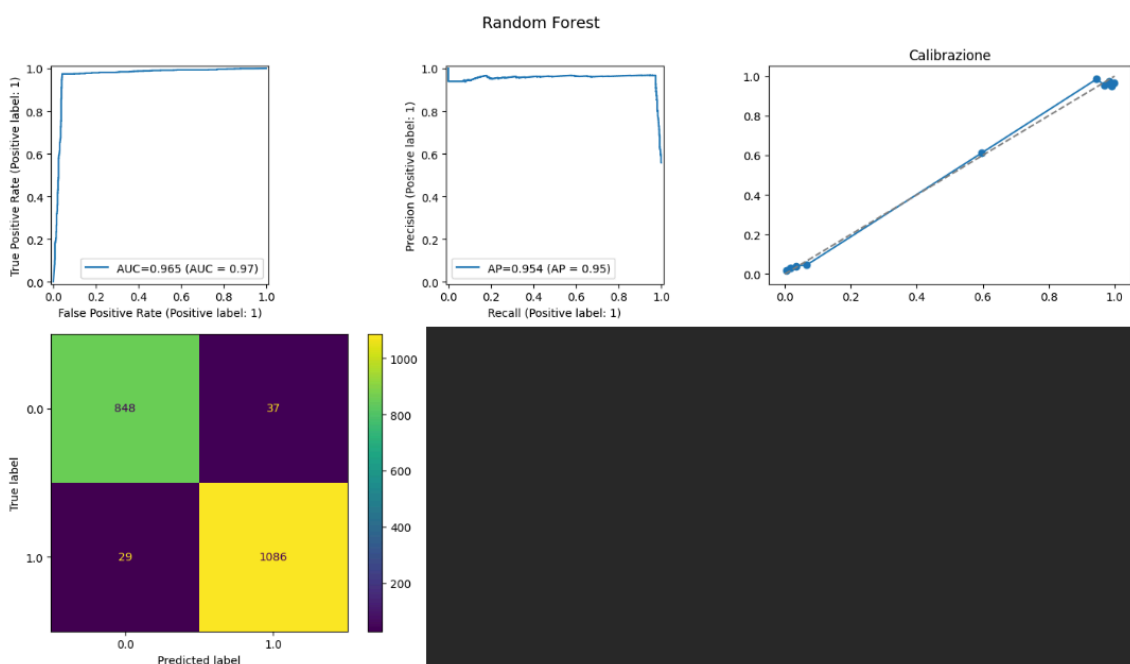 Random Forest
True Positive Rate (Positive label: 1)
1.0
0.8
0.6
0.4
0.2
0.0
AUC=0.965 (AUC = 0.97)
0.0 0.2 0.4 0.6 0.8 1.0
False Positive Rate (Positive label: 1)
Precision (Positive label: 1)
1.0
0.8
0.6
0.4
0.2
0.0
AP=0.954 (AP = 0.95)
0.0 0.2 0.4 0.6 0.8 1.0
Recall (Positive label: 1)
Calibrazione
1.0
0.8
0.6
0.4
0.2
0.0
0.0 0.2 0.4 0.6 0.8 1.0
True label
0.0
848 37
1.0
29 1086
0.0 1.0
Predicted label
1000
800
600
400
200